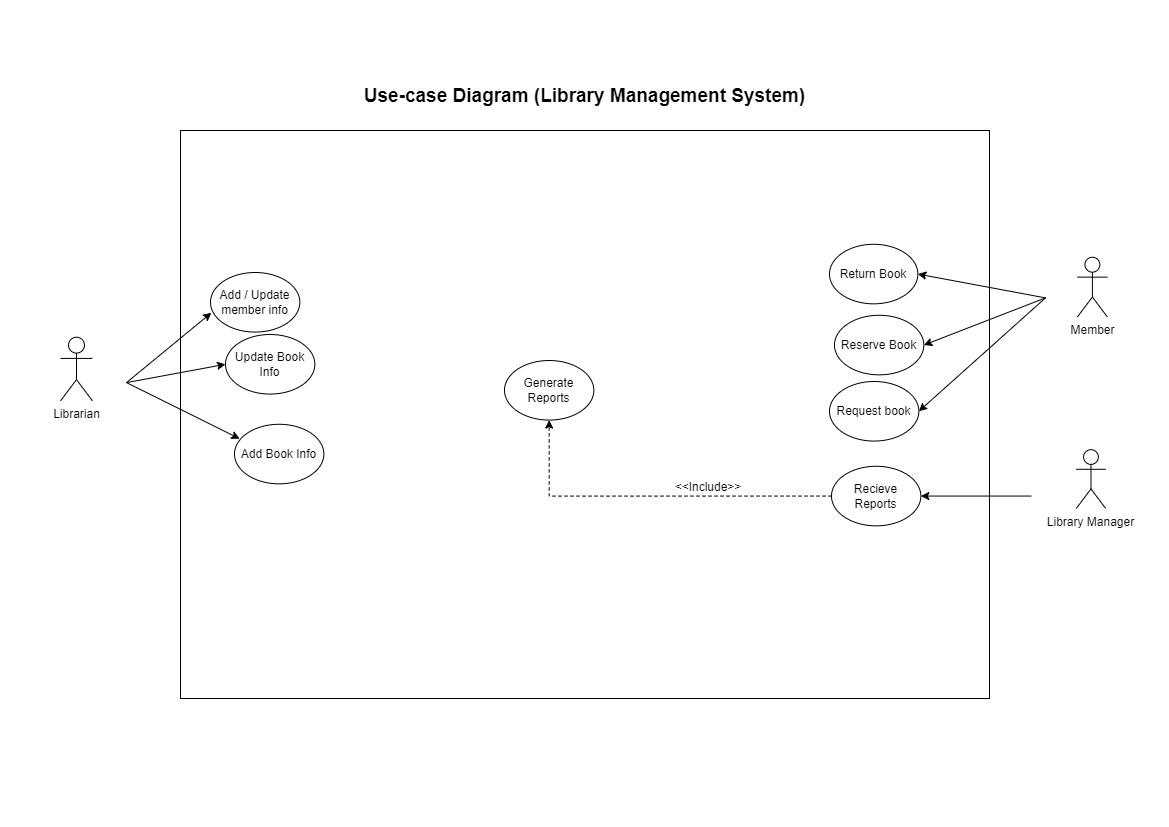 Use-case Diagram (Library Management System)
Add / Update
member info
Update Book
Info
Add Book Info
Librarian
Generate
Reports
<<Include>>
Return Book
Reserve Book
Request book
Recieve
Reports
Member
Library Manager